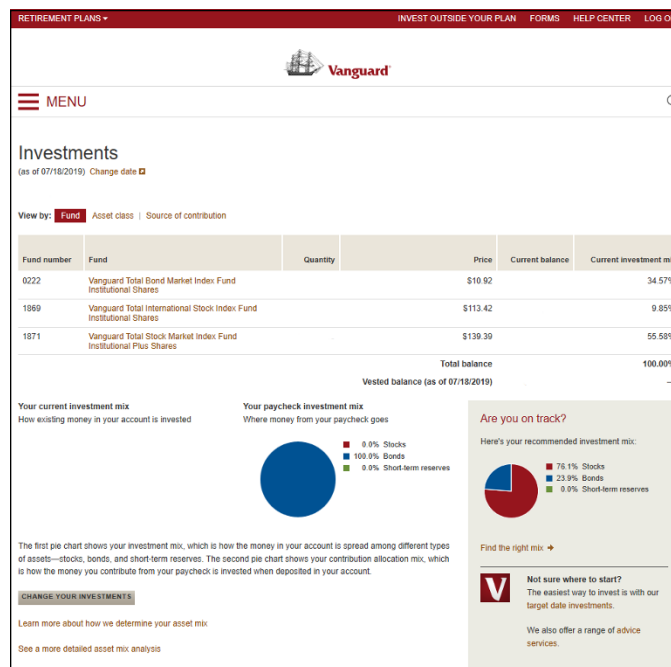 RETIREMENT PLANS
INVEST OUTSIDE YOUR PLAN FORMS HELP CENTER LOG O
Vanguard
MENU
Investments
(as of 07/18/2019) Change date
View by: Fund Asset class | Source of contribution
Fund number Fund Quantity Price Current balance Current investment m
0222 Vanguard Total Bond Market Index Fund $10.92 34.57%
Institutional Shares
1869 Vanguard Total International Stock Index Fund $113.42 9.85%
Institutional Shares
1871 Vanguard Total Stock Market Index Fund $139.39 55.58%
Institutional Plus Shares
Total balance 100.00%
Vested balance (as of 07/18/2019) --
Your current investment mix
How existing money in your account is invested
Your paycheck investment mix
Where money from your paycheck goes
0.0% Stocks
100.0% Bonds
0.0% Short-term reserves
Are you on track?
Here's your recommended investment mix:
76.1% Stocks
23.9% Bonds
0.0% Short-term reserves
Find the right mix →
The first pie chart shows your investment mix, which is how the money in your account is spread among different types
of assets—stocks, bonds, and short-term reserves. The second pie chart shows your contribution allocation mix, which
is how the money you contribute from your paycheck is invested when deposited in your account.
CHANGE YOUR INVESTMENTS
Learn more about how we determine your asset mix
See a more detailed asset mix analysis
V
Not sure where to start?
The easiest way to invest is with our
target date investments.
We also offer a range of advice
services.